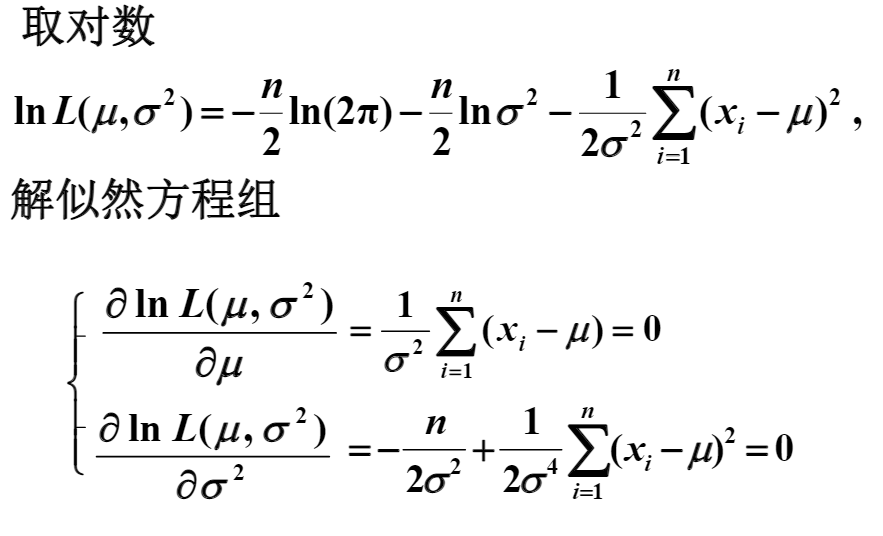 取对数
ln L(μ, σ²) = −n/2 ln(2π) − n/2 ln σ² − 1/(2σ²) ∑_{i=1}^{n} (x_i − μ)² ,
解似然方程组
{ ∂ ln L(μ, σ²)/∂μ = 1/σ² ∑_{i=1}^{n} (x_i − μ) = 0
∂ ln L(μ, σ²)/∂σ² = −n/(2σ²) + 1/(2σ⁴) ∑_{i=1}^{n} (x_i − μ)² = 0